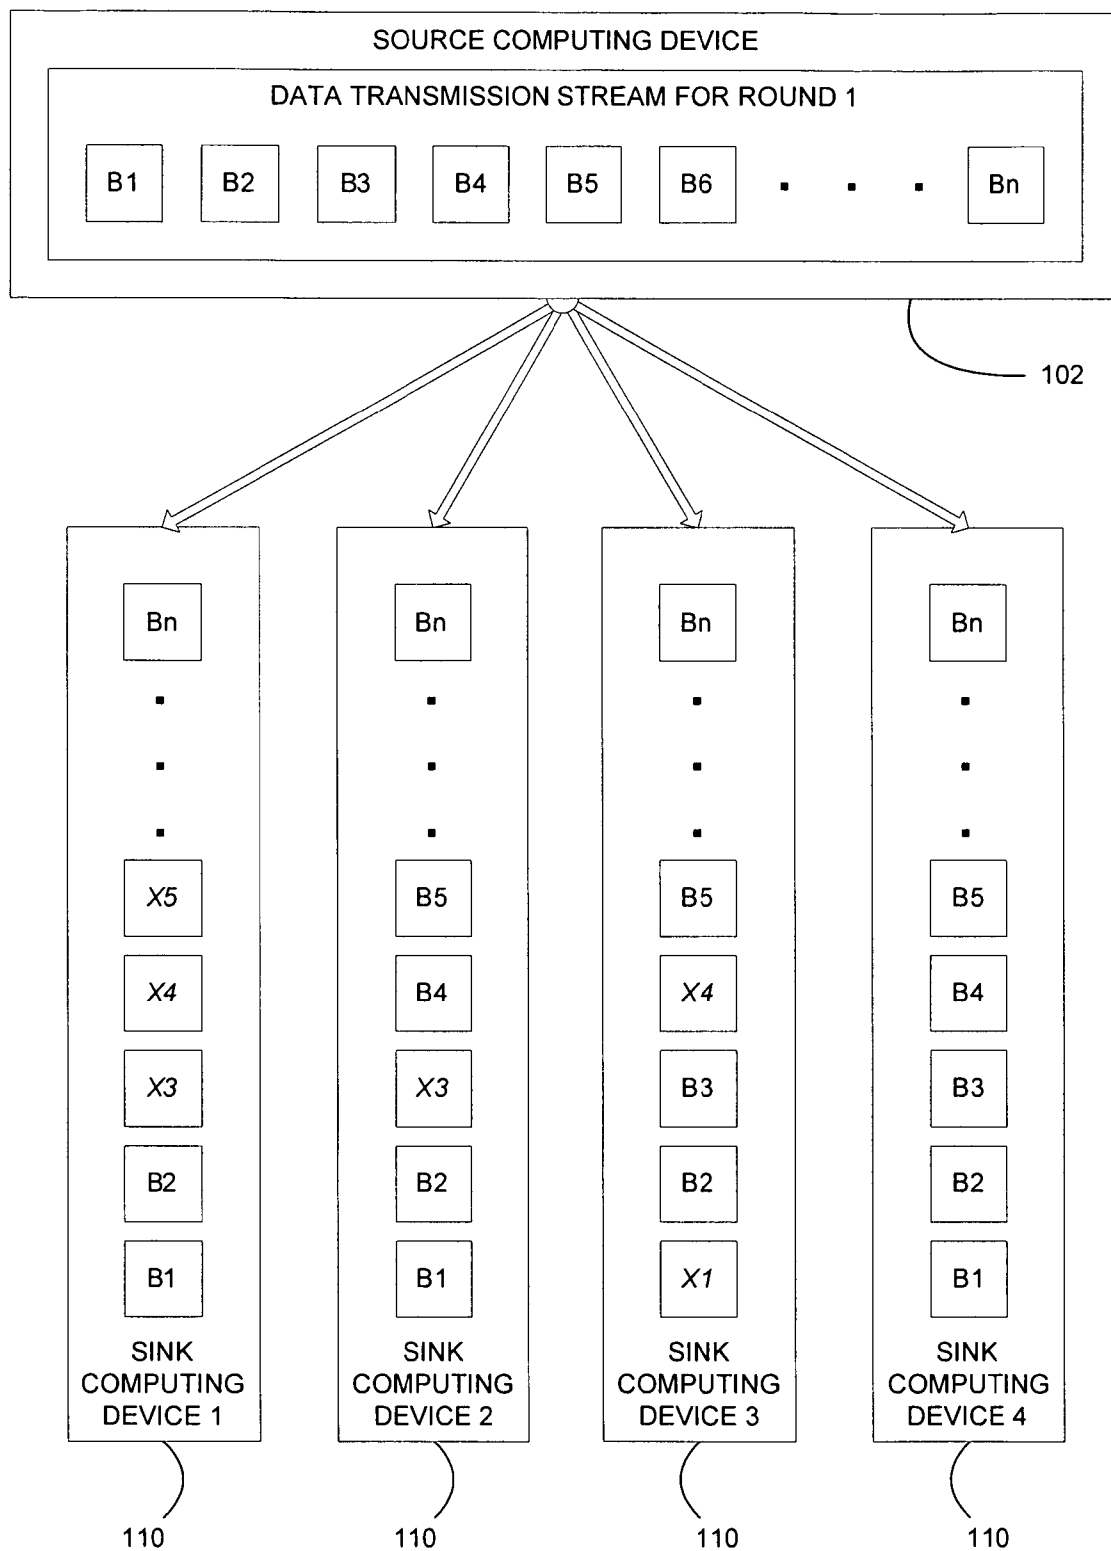 SOURCE COMPUTING DEVICE
DATA TRANSMISSION STREAM FOR ROUND 1
B1 B2 B3 B4 B5 B6 . . . Bn
102
Bn Bn Bn Bn
X5 B5 B5 B5
X4 B4 X4 B4
X3 X3 B3 B3
B2 B2 B2 B2
B1 B1 X1 B1
SINK
COMPUTING
DEVICE 1
SINK
COMPUTING
DEVICE 2
SINK
COMPUTING
DEVICE 3
SINK
COMPUTING
DEVICE 4
110 110 110 110